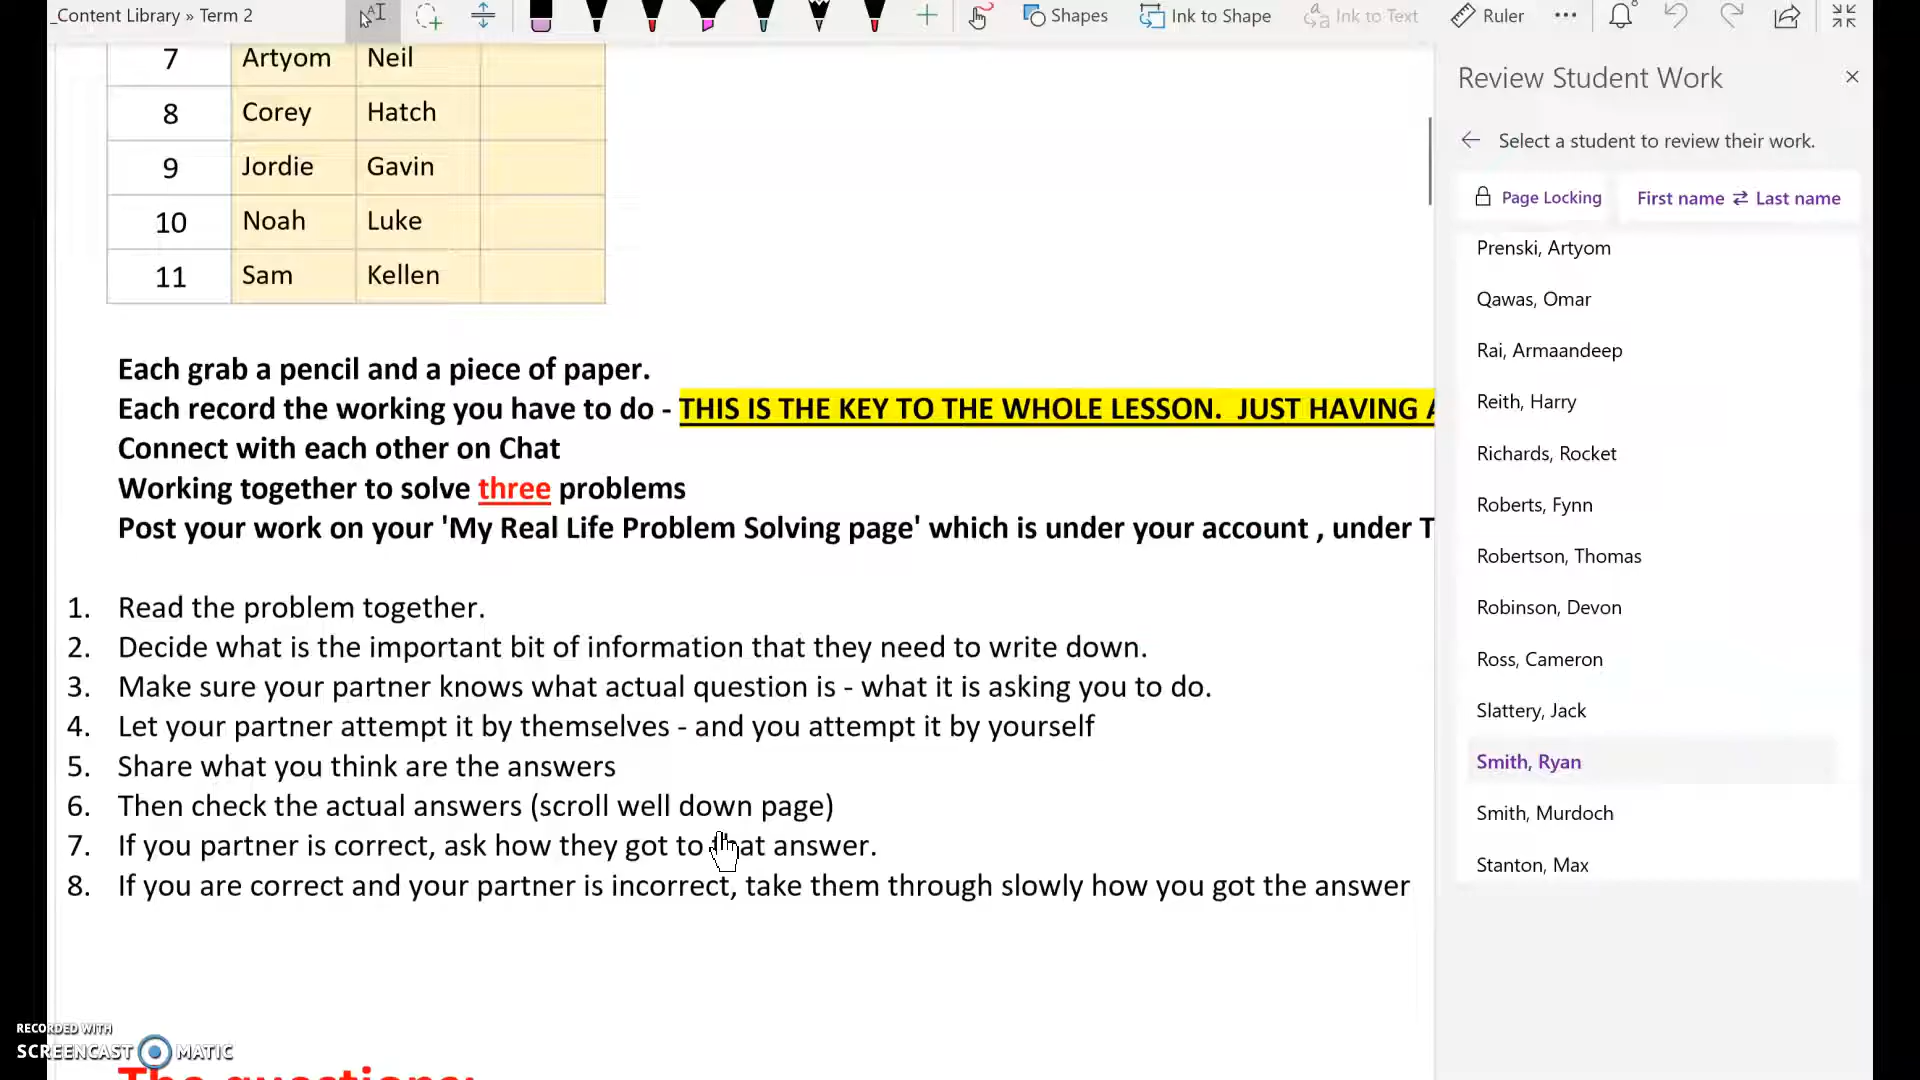 _Content Library » Term 2
Shapes
Ink to Shape
Ink to Text
Ruler
7 Artyom Neil
8 Corey Hatch
9 Jordie Gavin
10 Noah Luke
11 Sam Kellen
Each grab a pencil and a piece of paper.
Each record the working you have to do - THIS IS THE KEY TO THE WHOLE LESSON. JUST HAVING
Connect with each other on Chat
Working together to solve three problems
Post your work on your 'My Real Life Problem Solving page' which is under your account , under
1. Read the problem together.
2. Decide what is the important bit of information that they need to write down.
3. Make sure your partner knows what actual question is - what it is asking you to do.
4. Let your partner attempt it by themselves - and you attempt it by yourself
5. Share what you think are the answers
6. Then check the actual answers (scroll well down page)
7. If you partner is correct, ask how they got to that answer.
8. If you are correct and your partner is incorrect, take them through slowly how you got the answer
The questions:
Review Student Work
Select a student to review their work.
Page Locking
First name ⇄ Last name
Prenski, Artyom
Qawas, Omar
Rai, Armaandeep
Reith, Harry
Richards, Rocket
Roberts, Fynn
Robertson, Thomas
Robinson, Devon
Ross, Cameron
Slattery, Jack
Smith, Ryan
Smith, Murdoch
Stanton, Max
RECORDED WITH
SCREENCAST MATIC